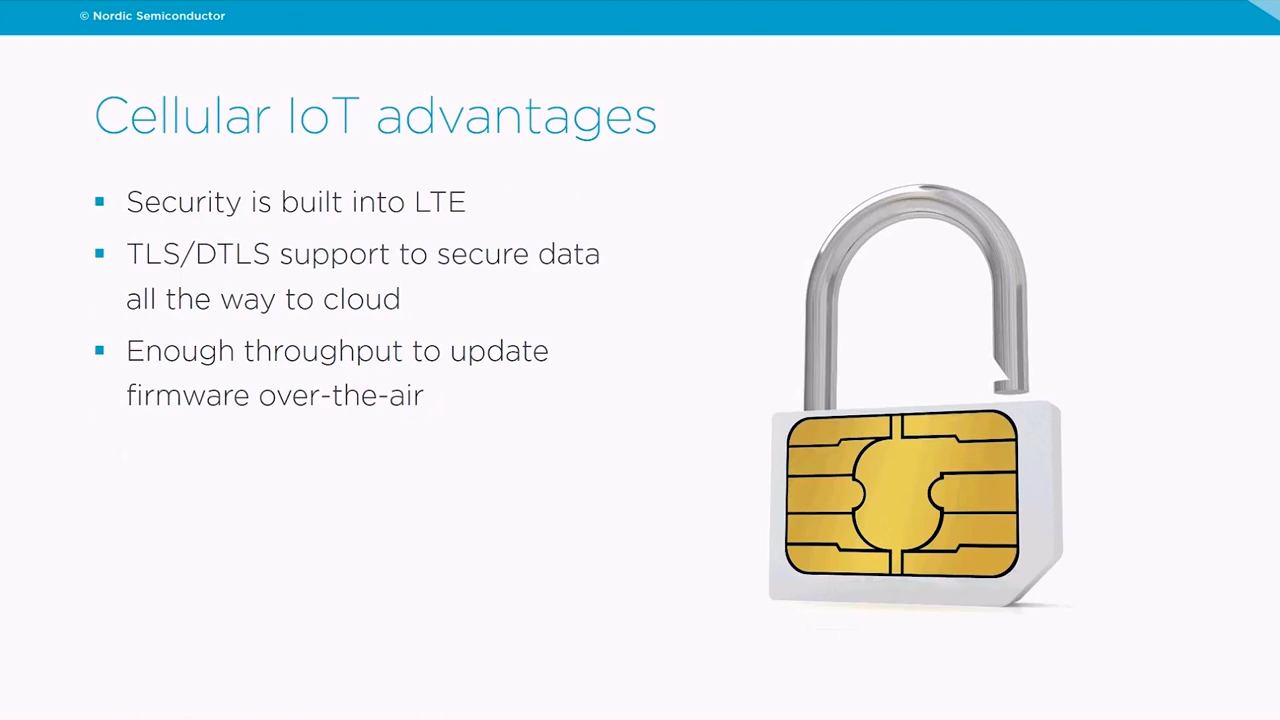 © Nordic Semiconductor
Cellular IoT advantages
▪ Security is built into LTE
▪ TLS/DTLS support to secure data
all the way to cloud
▪ Enough throughput to update
firmware over-the-air